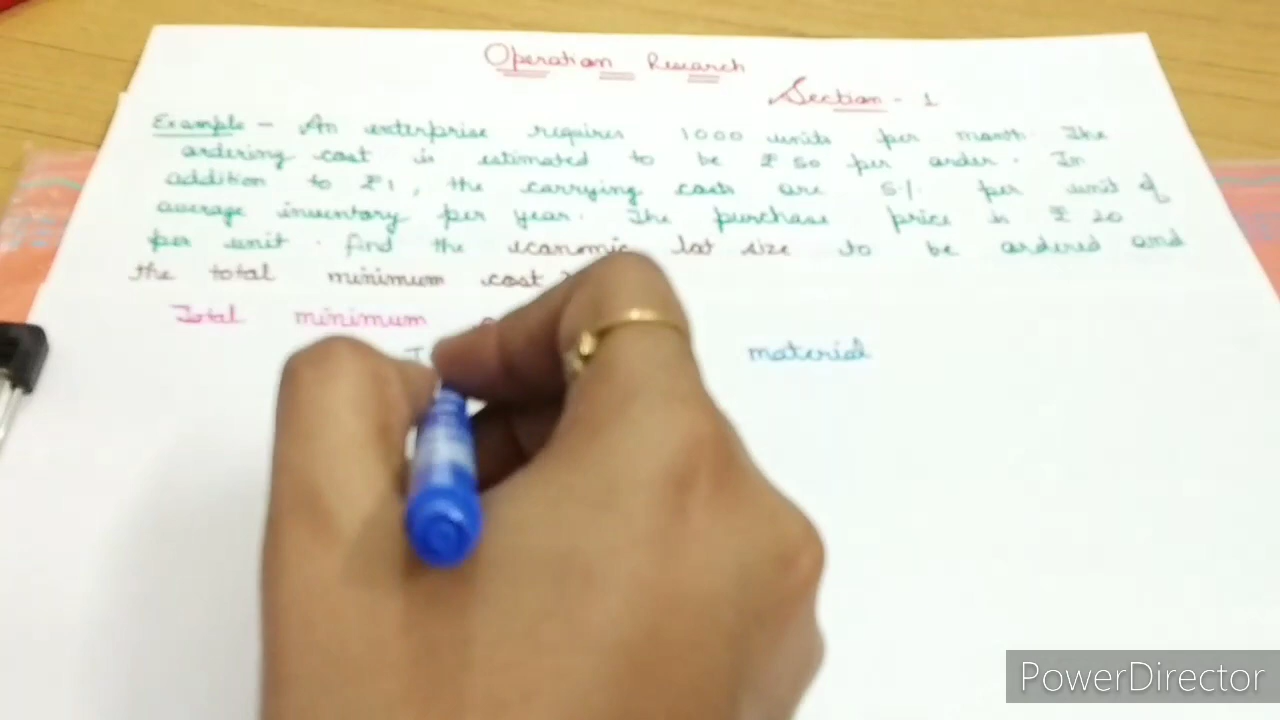 Operation Research
Section - 1
Example - An enterprise requires 1000 units per month. The
ordering cost is estimated to be ₹ 50 per order. In
addition to ₹1, the carrying costs are 5% per unit of
average inventory per year. The purchase price is ₹ 20
per unit. find the economic lot size to be ordered and
the total minimum cost
Total minimum
material
PowerDirector